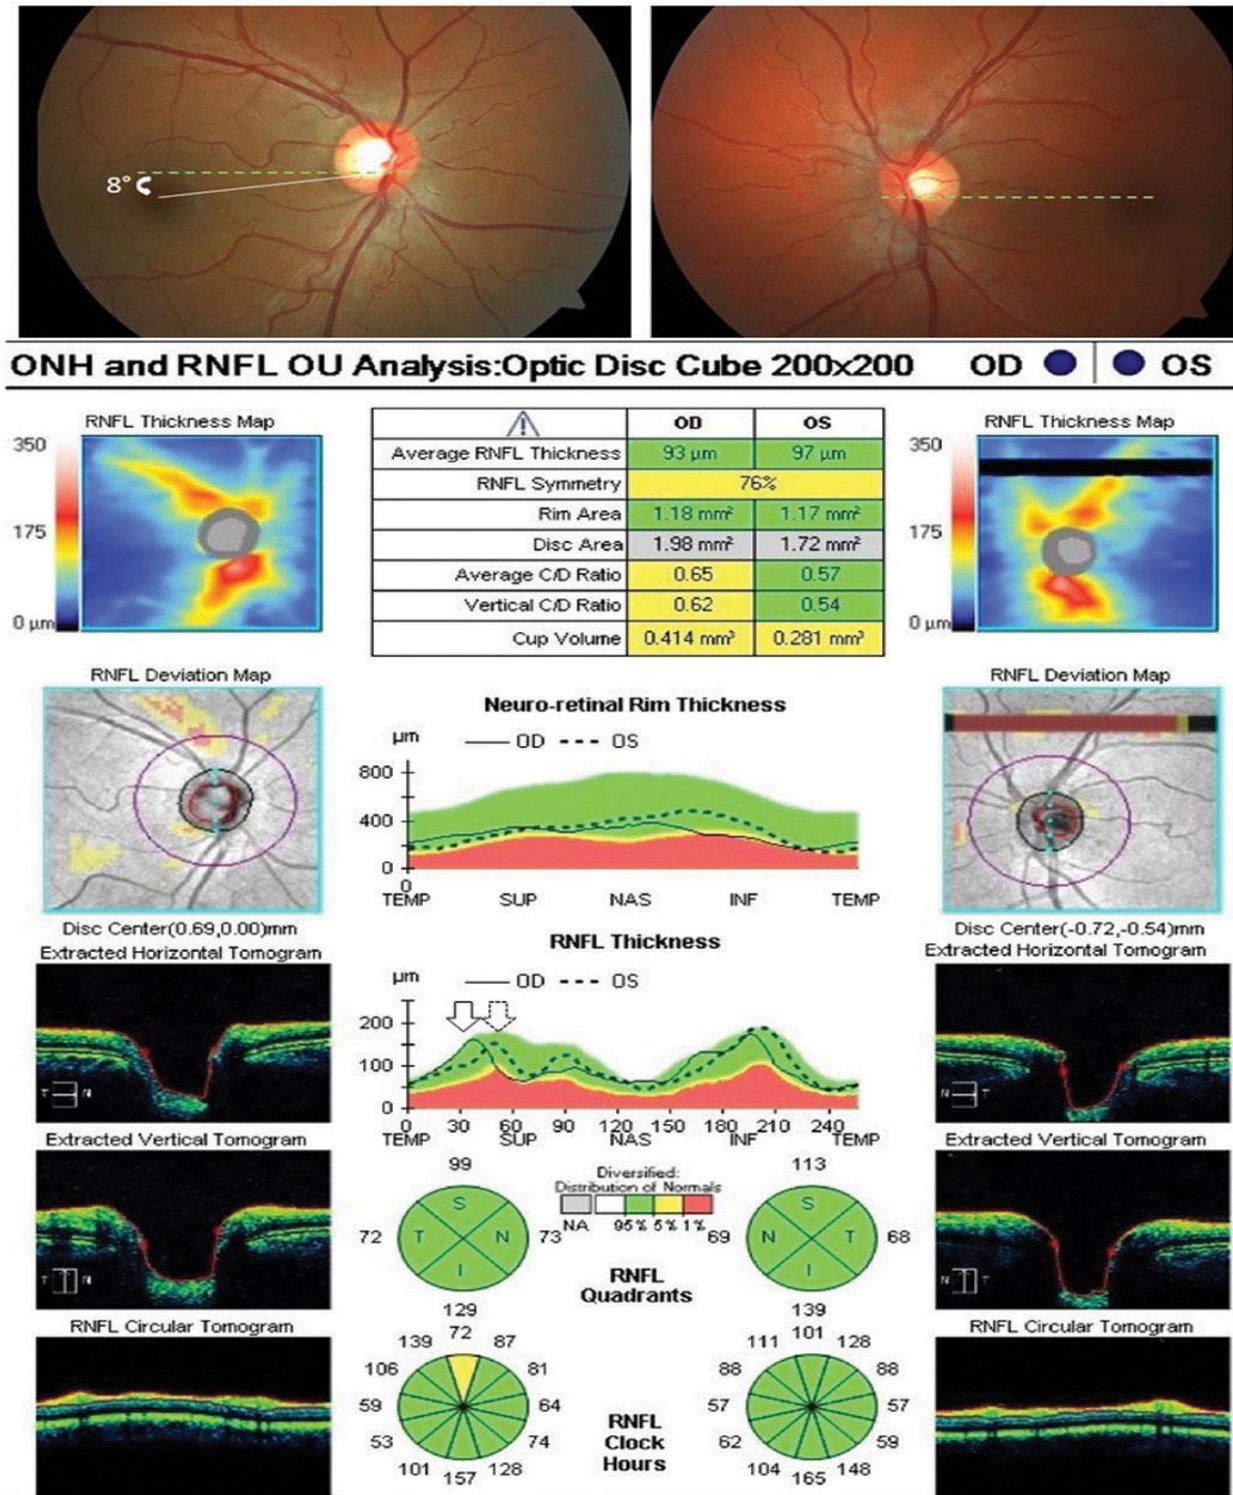 8°
ONH and RNFL OU Analysis:Optic Disc Cube 200x200 OD OS
RNFL Thickness Map
350
175
0 µm
OD OS
Average RNFL Thickness 93 µm 97 µm
RNFL Symmetry 76%
Rim Area 1.18 mm² 1.17 mm²
Disc Area 1.98 mm² 1.72 mm²
Average C/D Ratio 0.65 0.57
Vertical C/D Ratio 0.62 0.54
Cup Volume 0.414 mm³ 0.281 mm³
RNFL Thickness Map
350
175
0 µm
RNFL Deviation Map
Disc Center(0.69,0.00)mm
Neuro-retinal Rim Thickness
µm OD OS
800
400
0
0
TEMP SUP NAS INF TEMP
RNFL Deviation Map
Disc Center(-0.72,-0.54)mm
Extracted Horizontal Tomogram
T N
RNFL Thickness
µm OD OS
200
100
0
0 30 60 90 120 150 180 210 240
TEMP SUP NAS INF TEMP
Extracted Horizontal Tomogram
N T
Extracted Vertical Tomogram
T N
99
S
72 T N 73
I
129
Diversified:
Distribution of Normals
NA 95% 5% 1%
RNFL
Quadrants
113
S
69 N T 68
I
139
Extracted Vertical Tomogram
N T
RNFL Circular Tomogram
139 72 87
106 81
59 64
53 74
101 157 128
RNFL
Clock
Hours
111 101 128
88 88
57 57
62 59
104 165 148
RNFL Circular Tomogram